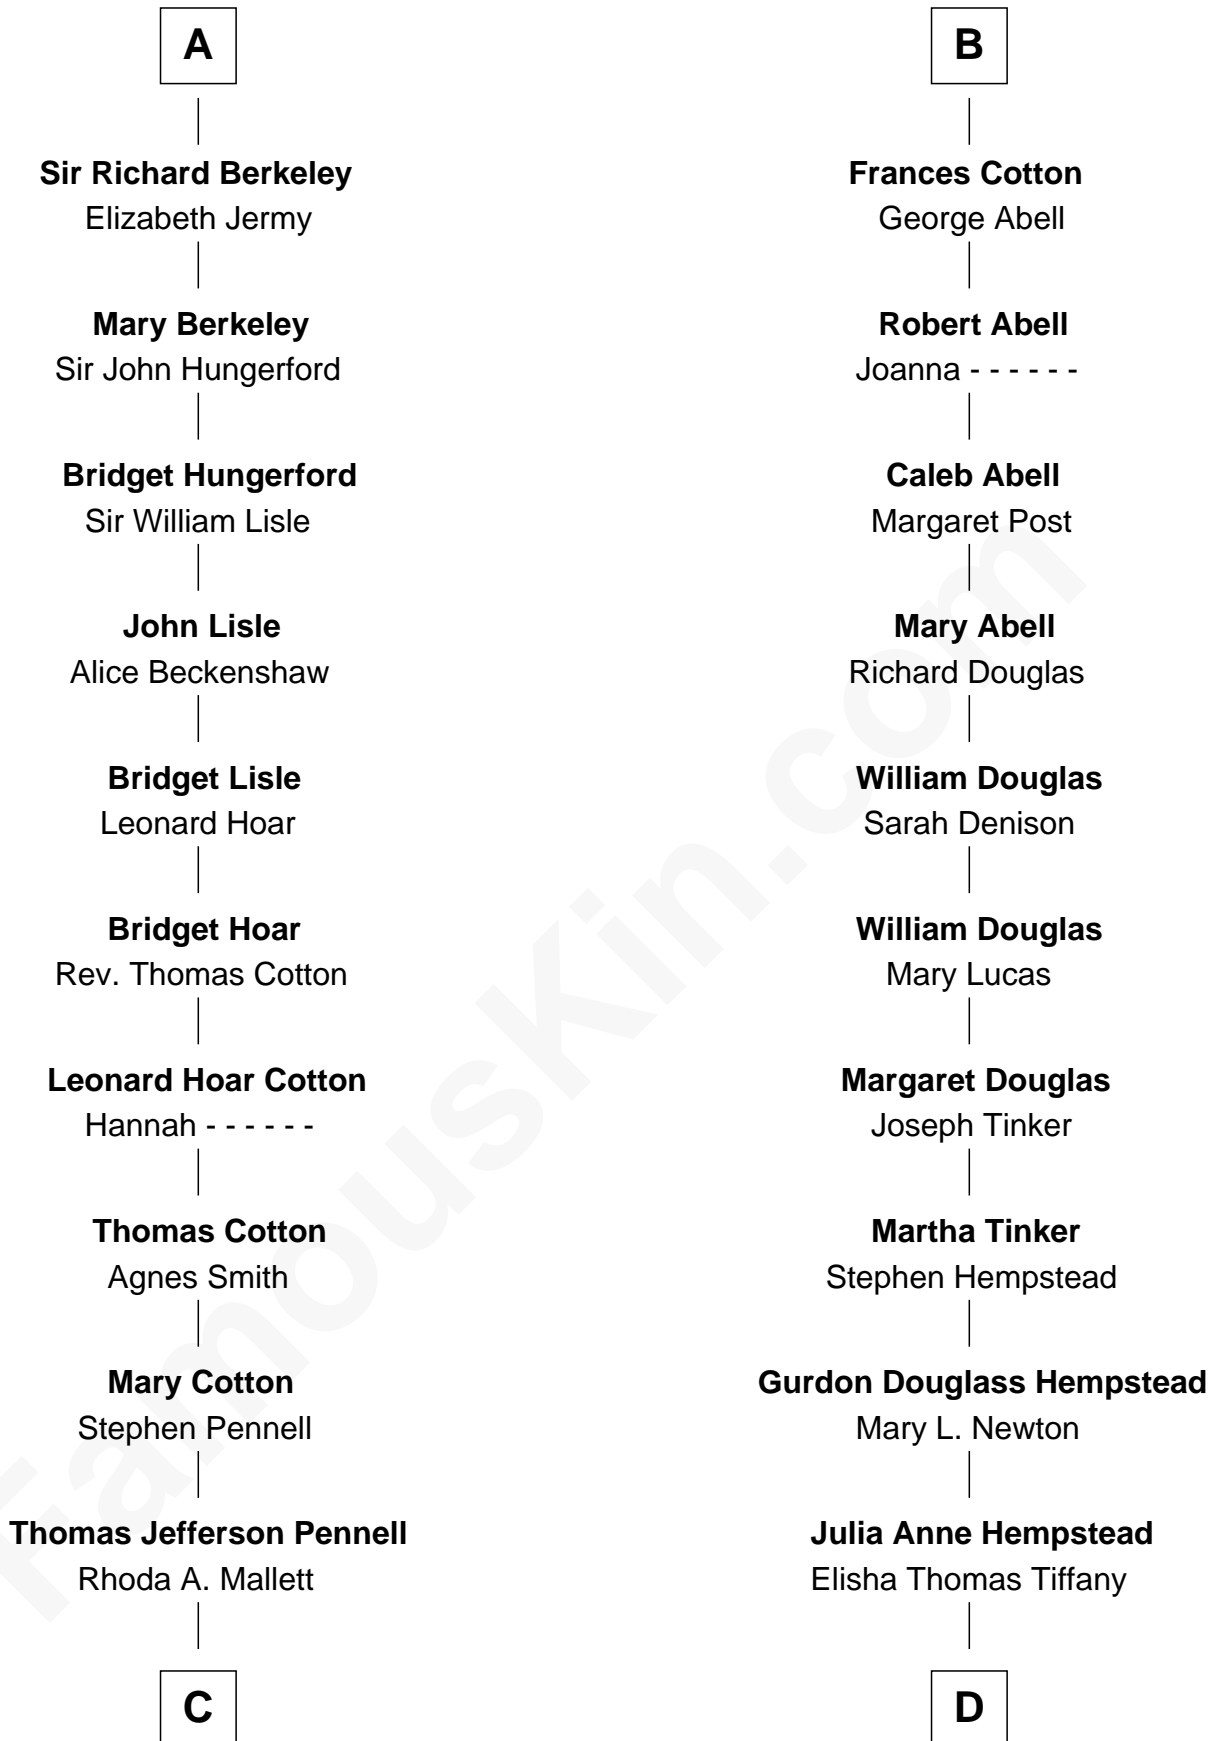 A
Sir Richard Berkeley
Elizabeth Jermy
Mary Berkeley
Sir John Hungerford
Bridget Hungerford
Sir William Lisle
John Lisle
Alice Beckenshaw
Bridget Lisle
Leonard Hoar
Bridget Hoar
Rev. Thomas Cotton
Leonard Hoar Cotton
Hannah - - - - - -
Thomas Cotton
Agnes Smith
Mary Cotton
Stephen Pennell
Thomas Jefferson Pennell
Rhoda A. Mallett
C
B
Frances Cotton
George Abell
Robert Abell
Joanna - - - - - -
Caleb Abell
Margaret Post
Mary Abell
Richard Douglas
William Douglas
Sarah Denison
William Douglas
Mary Lucas
Margaret Douglas
Joseph Tinker
Martha Tinker
Stephen Hempstead
Gurdon Douglass Hempstead
Mary L. Newton
Julia Anne Hempstead
Elisha Thomas Tiffany
D
FamousKin.com